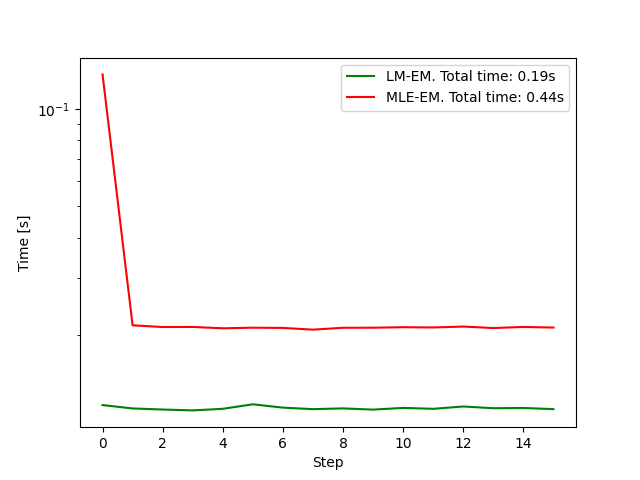 LM-EM. Total time: 0.19s
MLE-EM. Total time: 0.44s
10⁻¹
Time [s]
0 2 4 6 8 10 12 14
Step